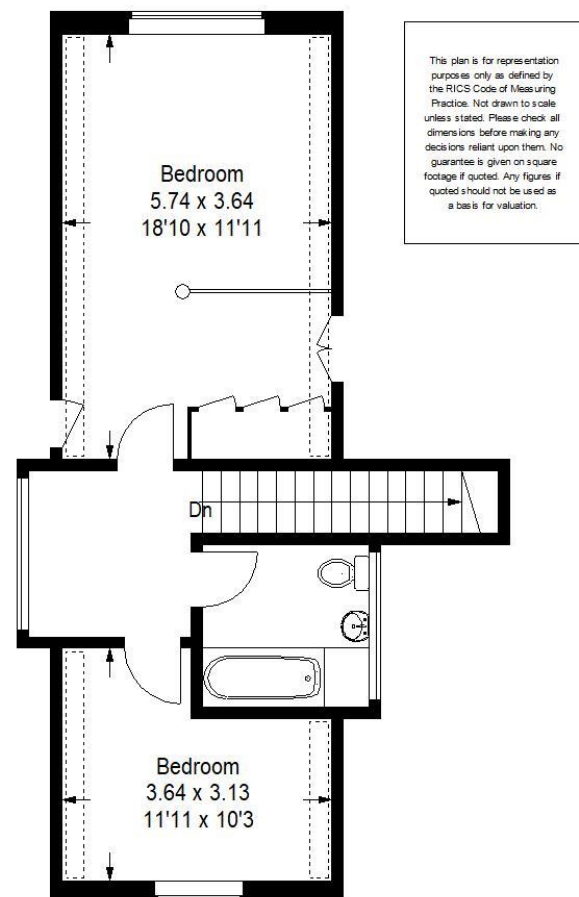 This plan is for representation
purposes only as defined by
the RICS Code of Measuring
Practice. Not drawn to scale
unless stated. Please check all
dimensions before making any
decisions reliant upon them. No
guarantee is given on square
footage if quoted. Any figures if
quoted should not be used as
a basis for valuation.
Bedroom
5.74 x 3.64
18'10 x 11'11
Dn
Bedroom
3.64 x 3.13
11'11 x 10'3